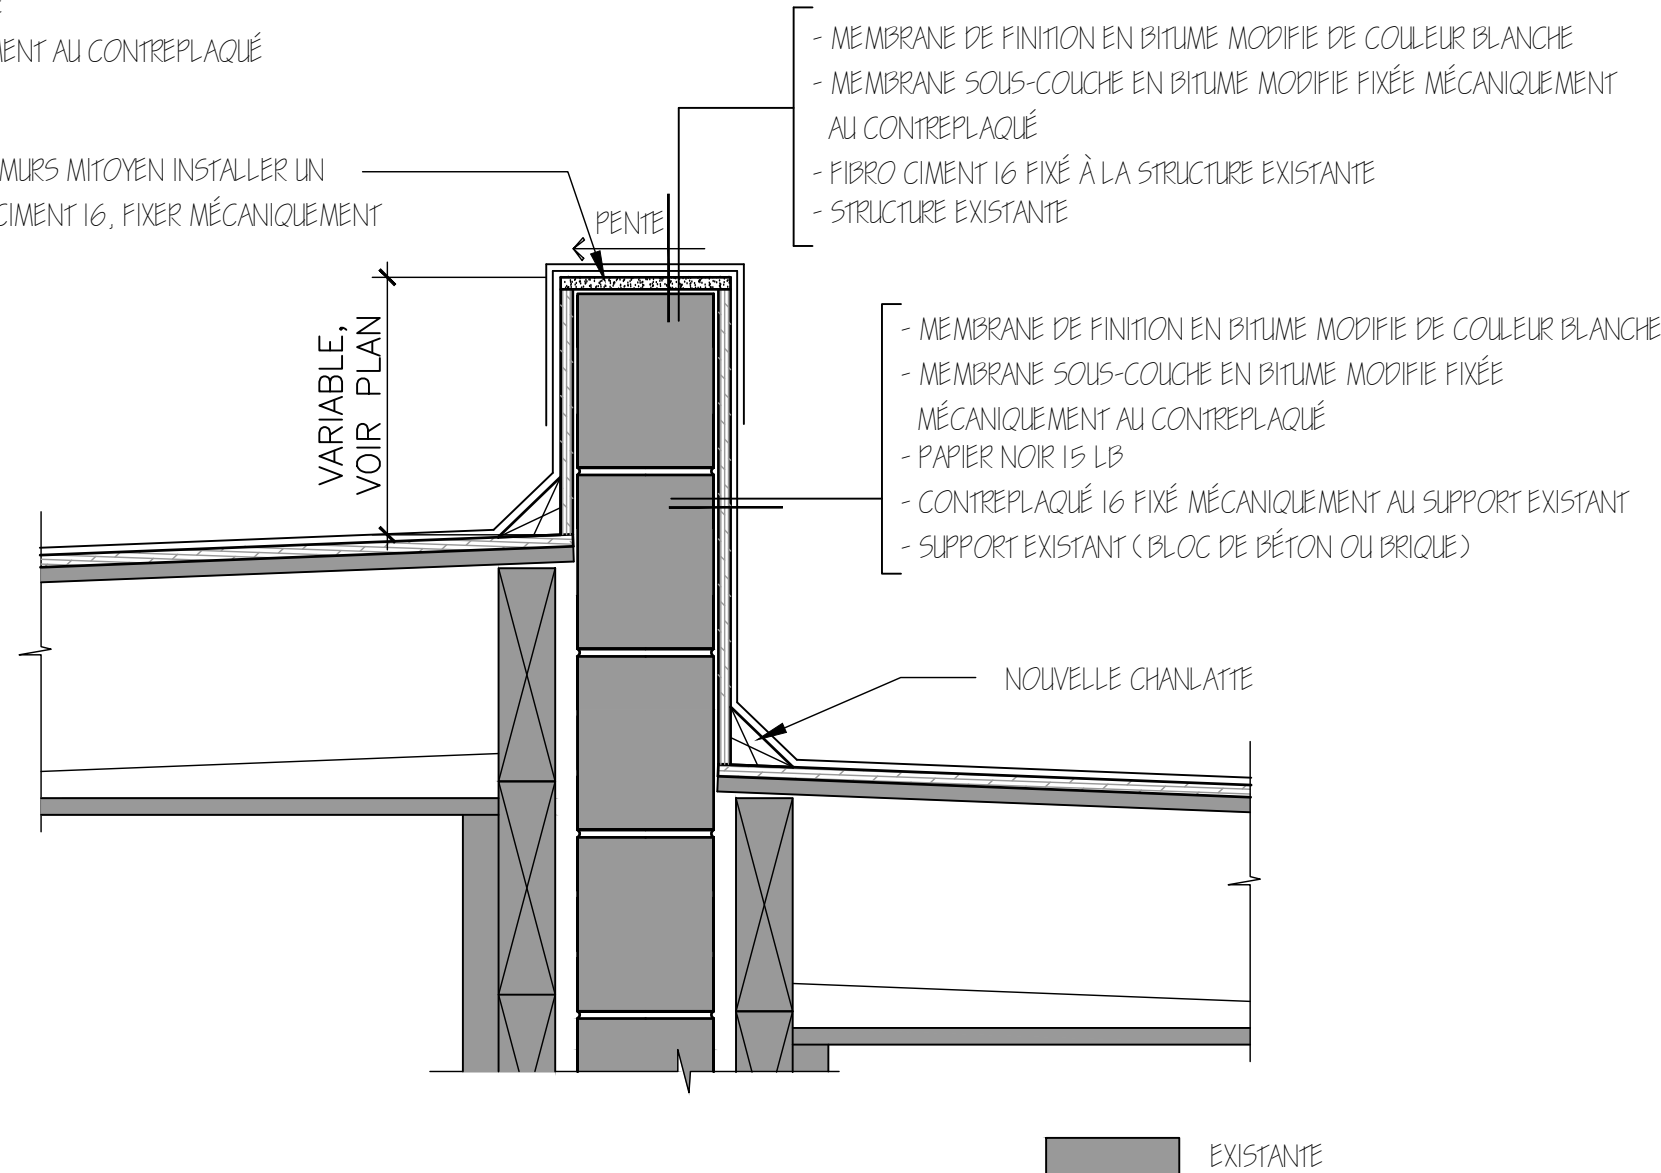 MENT AU CONTREPLAQUÉ
MURS MITOYEN INSTALLER UN
CIMENT 16, FIXER MÉCANIQUEMENT
PENTE
- MEMBRANE DE FINITION EN BITUME MODIFIE DE COULEUR BLANCHE
- MEMBRANE SOUS-COUCHE EN BITUME MODIFIE FIXÉE MÉCANIQUEMENT
AU CONTREPLAQUÉ
- FIBRO CIMENT 16 FIXÉ À LA STRUCTURE EXISTANTE
- STRUCTURE EXISTANTE
VARIABLE,
VOIR PLAN
- MEMBRANE DE FINITION EN BITUME MODIFIE DE COULEUR BLANCHE
- MEMBRANE SOUS-COUCHE EN BITUME MODIFIE FIXÉE
MÉCANIQUEMENT AU CONTREPLAQUÉ
- PAPIER NOIR 15 LB
- CONTREPLAQUÉ 16 FIXÉ MÉCANIQUEMENT AU SUPPORT EXISTANT
- SUPPORT EXISTANT ( BLOC DE BÉTON OU BRIQUE)
NOUVELLE CHANLATTE
EXISTANTE